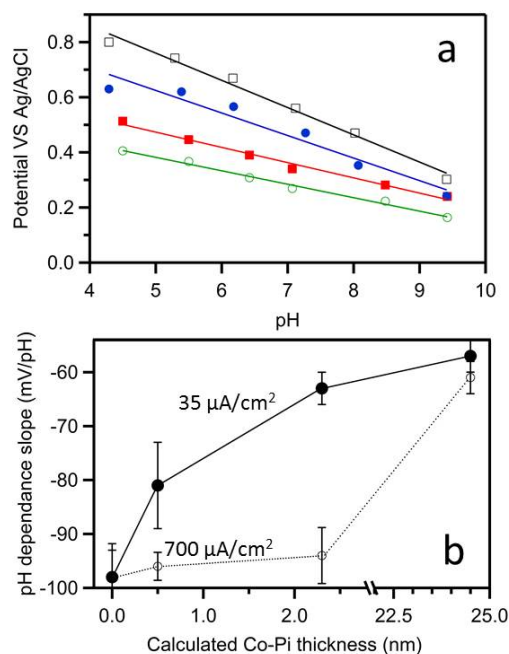 a
Potential VS Ag/AgCl
0.8
0.6
0.4
0.2
0.0
4 5 6 7 8 9 10
pH
b
pH dependance slope (mV/pH)
-60
-70
-80
-90
-100
35 µA/cm²
700 µA/cm²
0.0 1.0 2.0 22.5 25.0
Calculated Co-Pi thickness (nm)